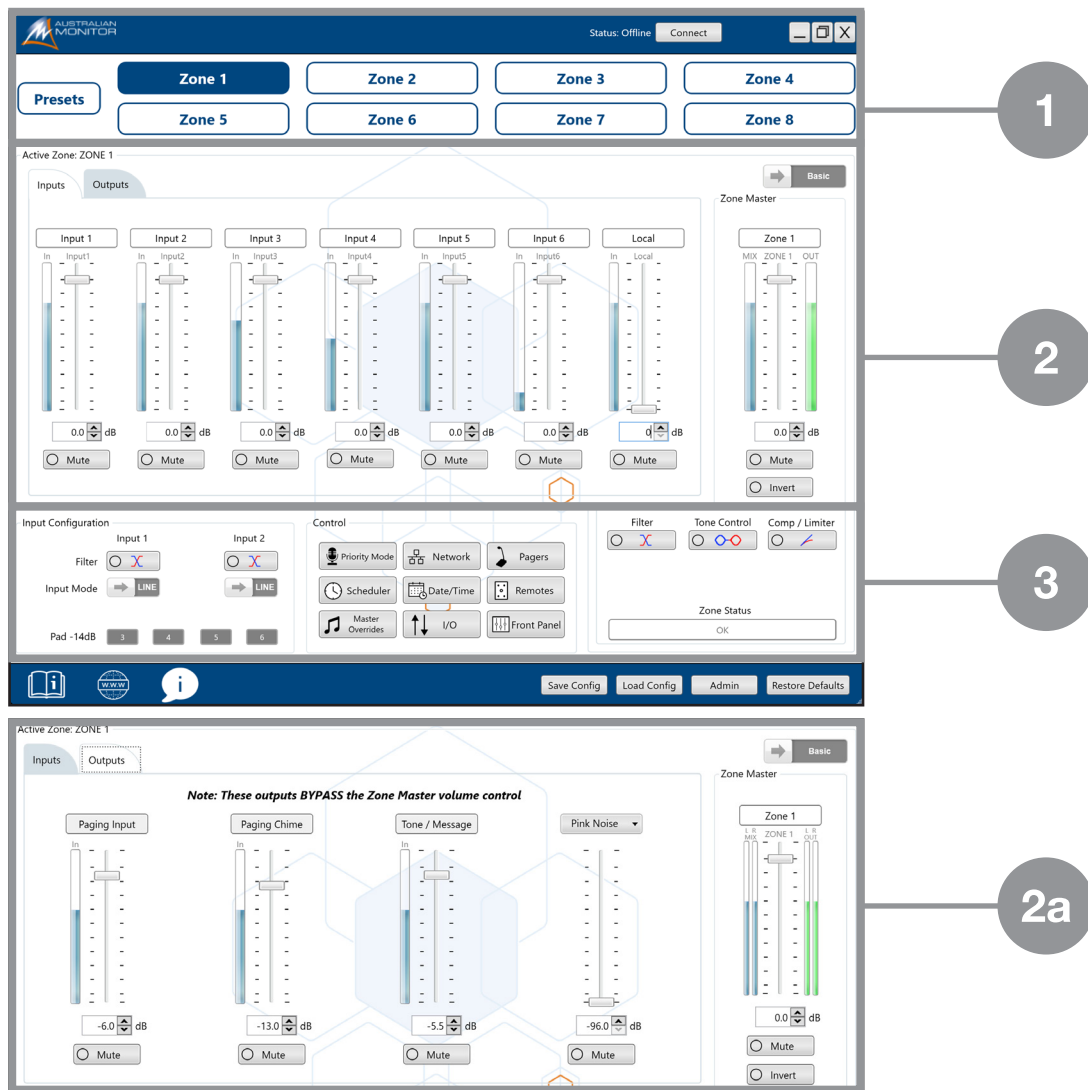 AUSTRALIAN
MONITOR
Status: Offline Connect
Presets
Zone 1 Zone 2 Zone 3 Zone 4
Zone 5 Zone 6 Zone 7 Zone 8
1
Active Zone: ZONE 1
Inputs Outputs
Basic
Zone Master
Input 1 Input 2 Input 3 Input 4 Input 5 Input 6 Local Zone 1
In Input1 In Input2 In Input3 In Input4 In Input5 In Input6 In Local MIX ZONE 1 OUT
2
0.0 dB 0.0 dB 0.0 dB 0.0 dB 0.0 dB 0.0 dB 0 dB 0.0 dB
Mute Mute Mute Mute Mute Mute Mute Mute
Invert
Input Configuration
Input 1 Input 2
Filter
Input Mode LINE LINE
Pad -14dB 3 4 5 6
Control
Priority Mode Network Pagers
Scheduler Date/Time Remotes
Master Overrides I/O Front Panel
Filter Tone Control Comp / Limiter
Zone Status
OK
3
i www i
Save Config Load Config Admin Restore Defaults
Active Zone: ZONE 1
Inputs Outputs
Basic
Zone Master
Note: These outputs BYPASS the Zone Master volume control
Paging Input Paging Chime Tone / Message Pink Noise Zone 1
In In In L R MIX ZONE 1 L R OUT
2a
-6.0 dB -13.0 dB -5.5 dB -96.0 dB 0.0 dB
Mute Mute Mute Mute Mute
Invert